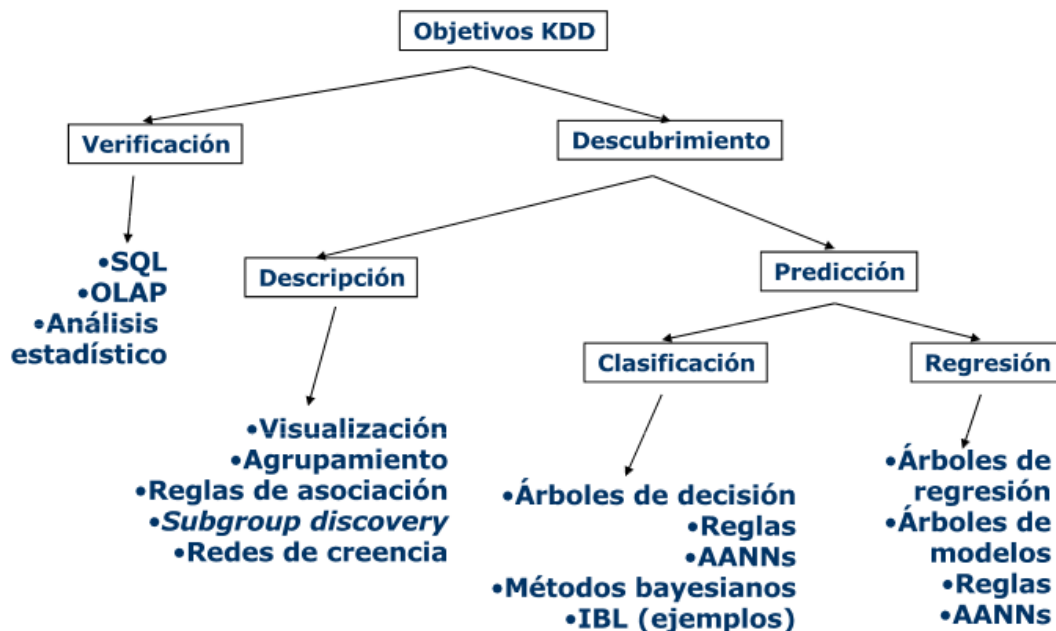 Objetivos KDD
Verificación
Descubrimiento
•SQL
•OLAP
•Análisis
estadístico
Descripción
Predicción
Clasificación
Regresión
•Visualización
•Agrupamiento
•Reglas de asociación
•Subgroup discovery
•Redes de creencia
•Árboles de decisión
•Reglas
•AANNs
•Métodos bayesianos
•IBL (ejemplos)
•Árboles de
regresión
•Árboles de
modelos
•Reglas
•AANNs